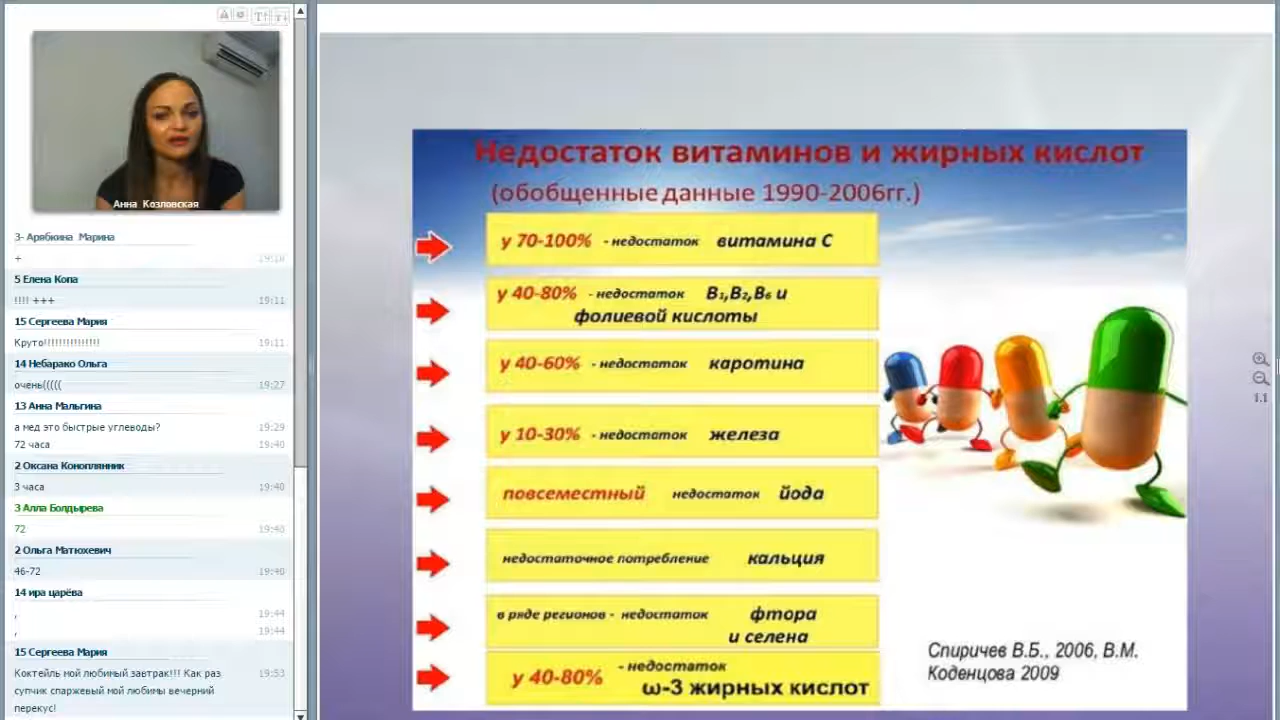 Анна Козловская
3- Арябкина Марина
+ 19:10
5 Елена Копа
!!!! +++ 19:11
15 Сергеева Мария
Круто!!!!!!!!!!!!!!! 19:11
14 Небарако Ольга
очень((((( 19:27
13 Анна Мальгина
а мед это быстрые углеводы? 19:29
72 часа 19:40
2 Оксана Коноплянник
3 часа 19:40
3 Алла Болдырева
72 19:40
2 Ольга Матюхевич
46-72 19:40
14 ира царёва
, 19:44
, 19:44
15 Сергеева Мария
Коктейль мой любимый завтрак!!! Как раз 19:53
супчик спаржевый мой любимы вечерний
перекус!
Недостаток витаминов и жирных кислот
(обобщенные данные 1990-2006гг.)
у 70-100% - недостаток витамина С
у 40-80% - недостаток В₁,В₂,В₆ и
фолиевой кислоты
у 40-60% - недостаток каротина
у 10-30% - недостаток железа
повсеместный недостаток йода
недостаточное потребление кальция
в ряде регионов - недостаток фтора
и селена
у 40-80% - недостаток
ω-3 жирных кислот
Спиричев В.Б., 2006, В.М.
Коденцова 2009
1:1